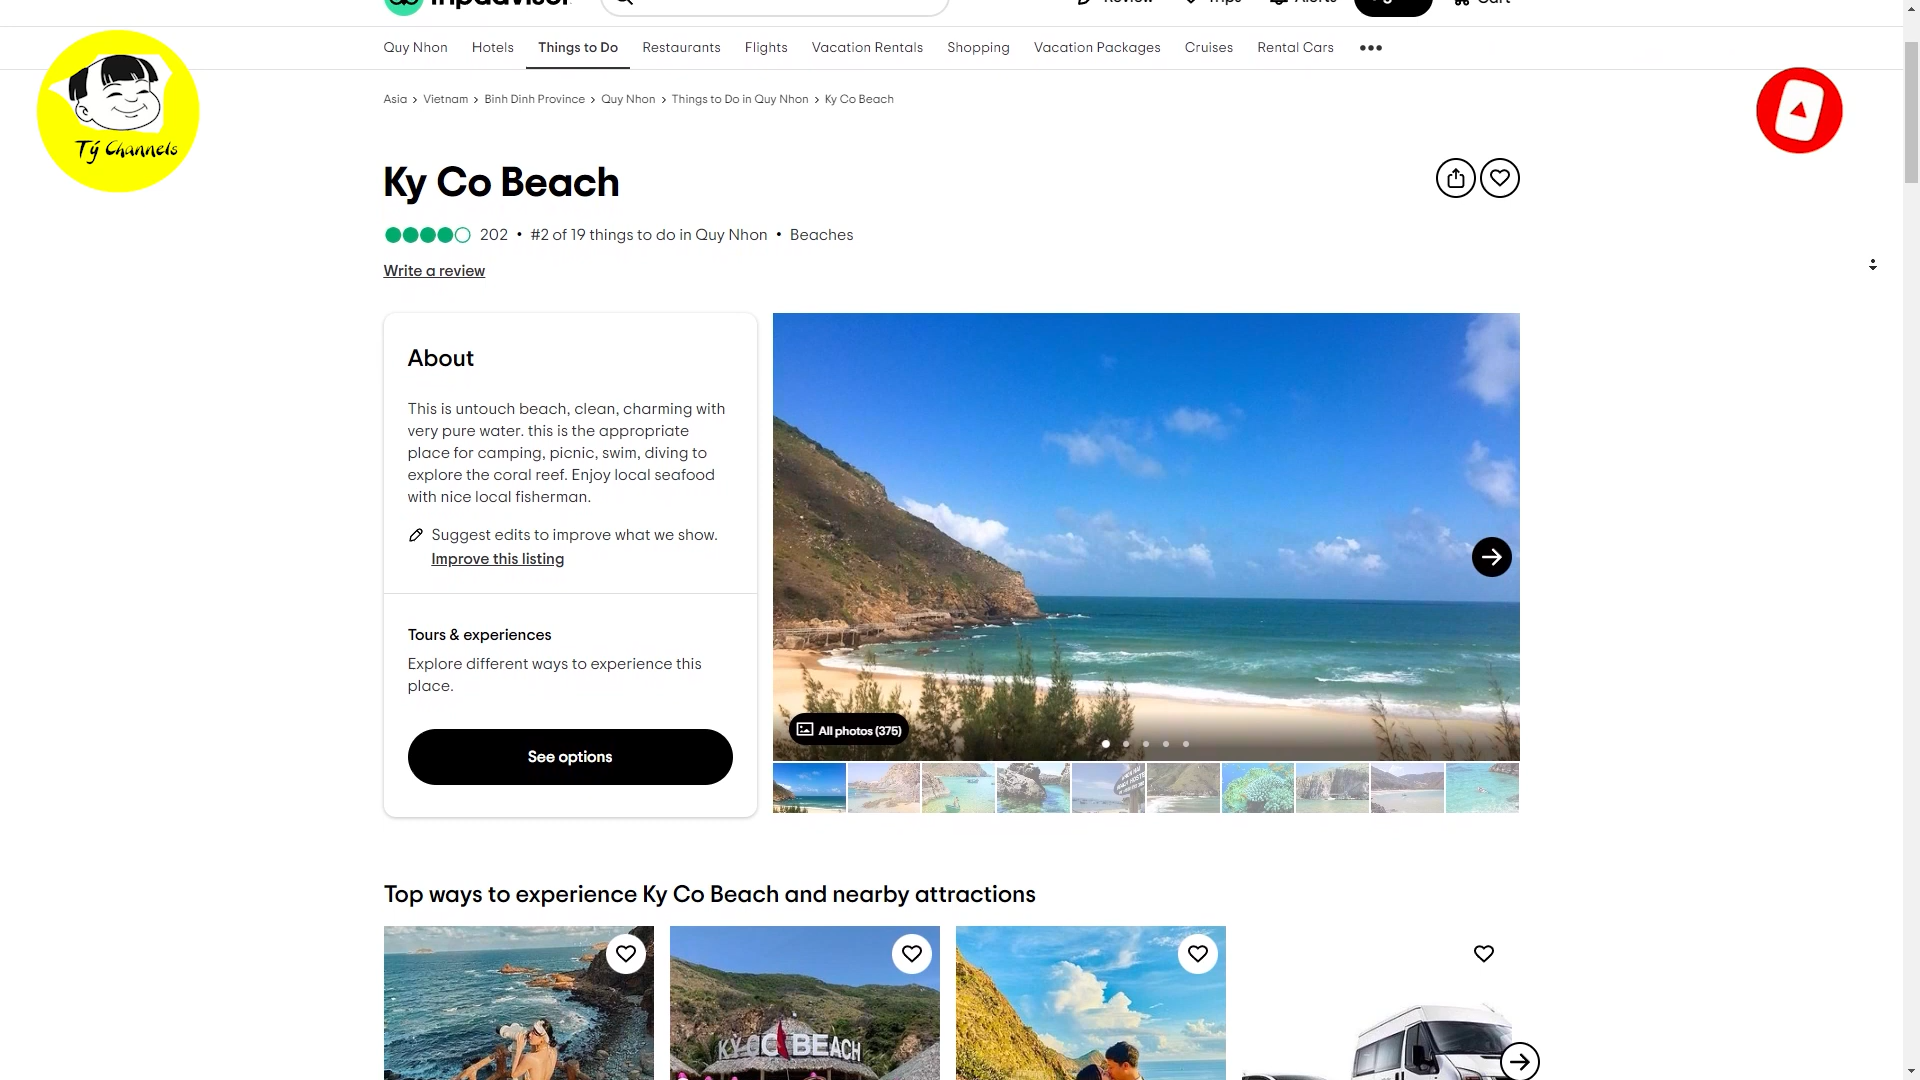 Tripadvisor
Review
Trips
Alerts
Cart
Quy Nhon
Hotels
Things to Do
Restaurants
Flights
Vacation Rentals
Shopping
Vacation Packages
Cruises
Rental Cars
Tý Channels
Asia › Vietnam › Binh Dinh Province › Quy Nhon › Things to Do in Quy Nhon › Ky Co Beach
Ky Co Beach
202 • #2 of 19 things to do in Quy Nhon • Beaches
Write a review
About
This is untouch beach, clean, charming with
very pure water. this is the appropriate
place for camping, picnic, swim, diving to
explore the coral reef. Enjoy local seafood
with nice local fisherman.
Suggest edits to improve what we show.
Improve this listing
Tours & experiences
Explore different ways to experience this
place.
See options
All photos (375)
Top ways to experience Ky Co Beach and nearby attractions
KY CO BEACH